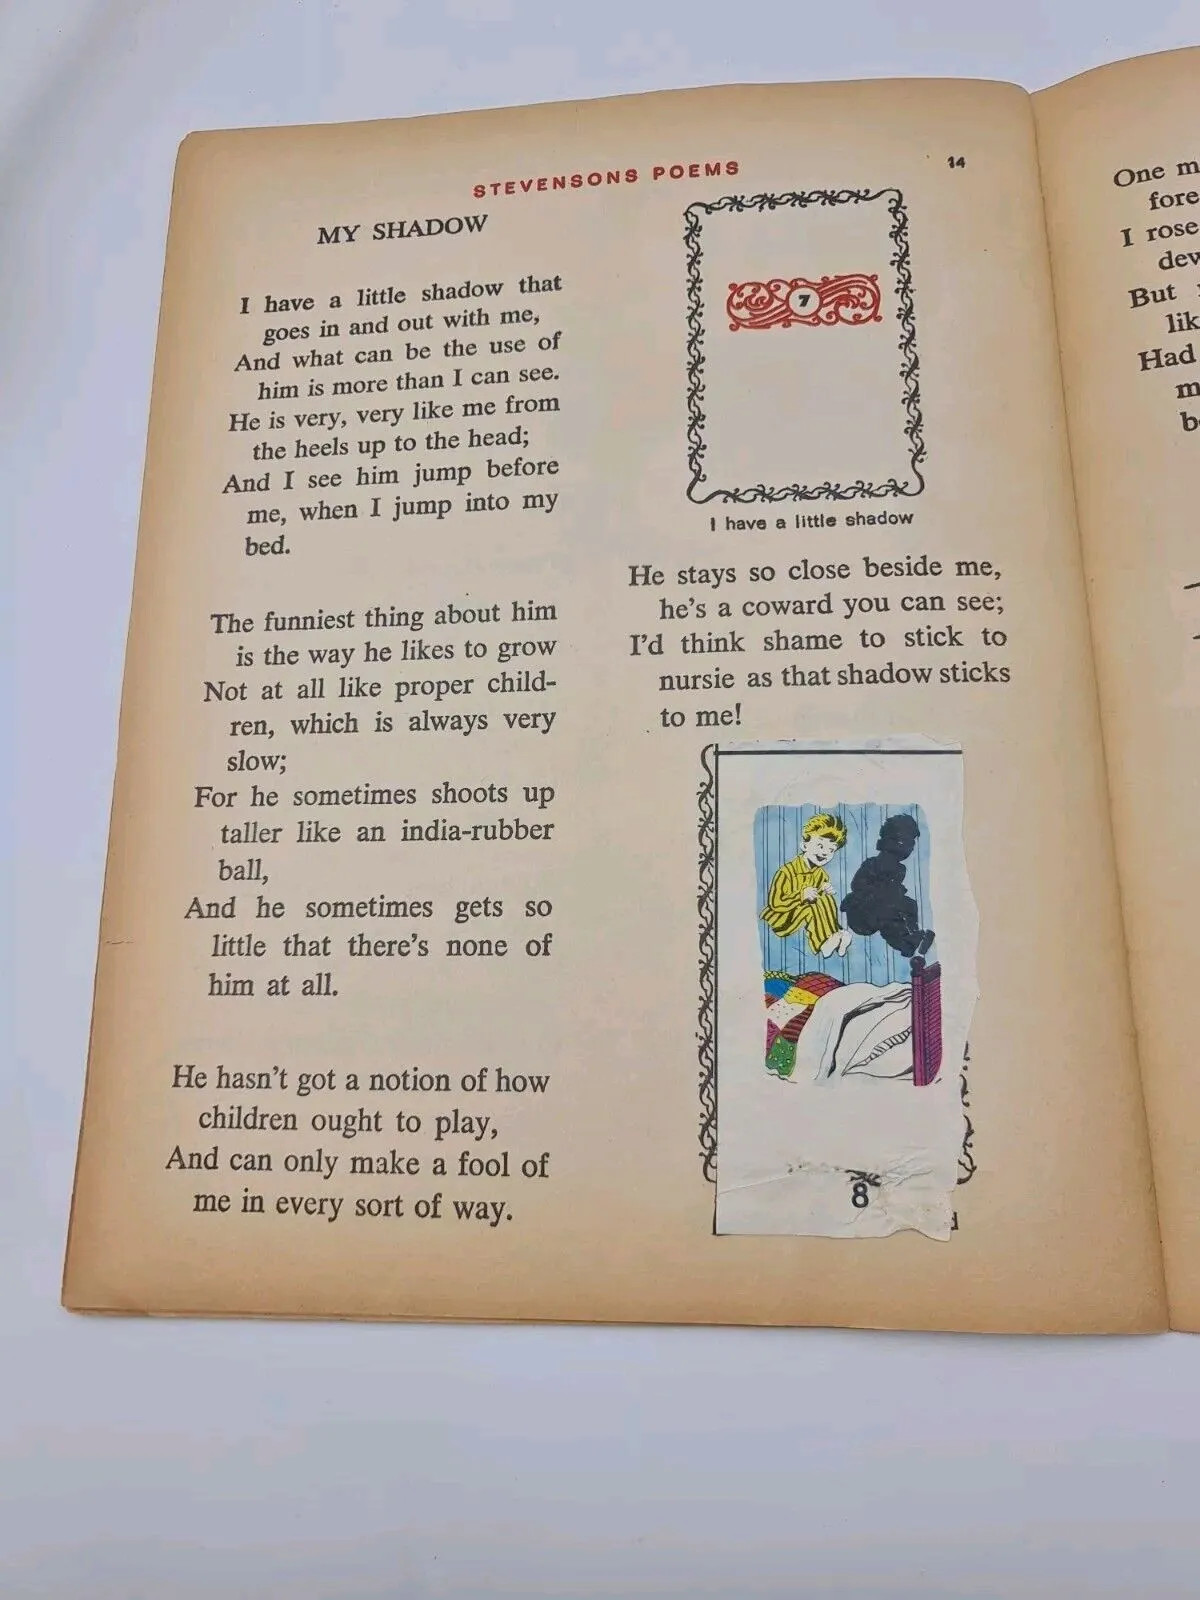 STEVENSONS POEMS
14
MY SHADOW
I have a little shadow that
goes in and out with me,
And what can be the use of
him is more than I can see.
He is very, very like me from
the heels up to the head;
And I see him jump before
me, when I jump into my
bed.
The funniest thing about him
is the way he likes to grow
Not at all like proper child-
ren, which is always very
slow;
For he sometimes shoots up
taller like an india-rubber
ball,
And he sometimes gets so
little that there's none of
him at all.
He hasn't got a notion of how
children ought to play,
And can only make a fool of
me in every sort of way.
7
I have a little shadow
He stays so close beside me,
he's a coward you can see;
I'd think shame to stick to
nursie as that shadow sticks
to me!
8
One
fore
I rose
But
lik
Had